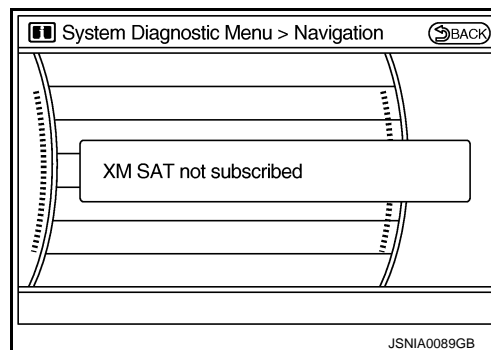 System Diagnostic Menu > Navigation
BACK
XM SAT not subscribed
JSNIA0089GB